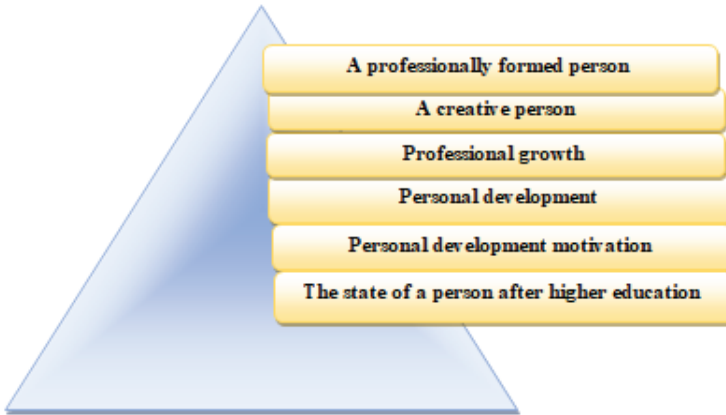 A professionally formed person
A creative person
Professional growth
Personal development
Personal development motivation
The state of a person after higher education